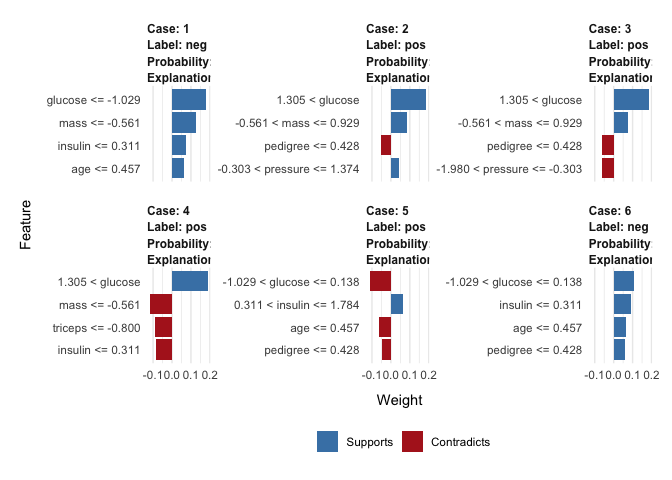 Case: 1
Label: neg
Probability:
Explanation
glucose <= -1.029
mass <= -0.561
insulin <= 0.311
age <= 0.457
Case: 2
Label: pos
Probability:
Explanation
1.305 < glucose
-0.561 < mass <= 0.929
pedigree <= 0.428
-0.303 < pressure <= 1.374
Case: 3
Label: pos
Probability:
Explanation
1.305 < glucose
-0.561 < mass <= 0.929
pedigree <= 0.428
-1.980 < pressure <= -0.303
Feature
Case: 4
Label: pos
Probability:
Explanation
1.305 < glucose
mass <= -0.561
triceps <= -0.800
insulin <= 0.311
-0.10.0 0.1 0.2
Case: 5
Label: pos
Probability:
Explanation
-1.029 < glucose <= 0.138
0.311 < insulin <= 1.784
age <= 0.457
pedigree <= 0.428
-0.10.0 0.1 0.2
Case: 6
Label: neg
Probability:
Explanation
-1.029 < glucose <= 0.138
insulin <= 0.311
age <= 0.457
pedigree <= 0.428
-0.10.0 0.1 0.2
Weight
Supports
Contradicts